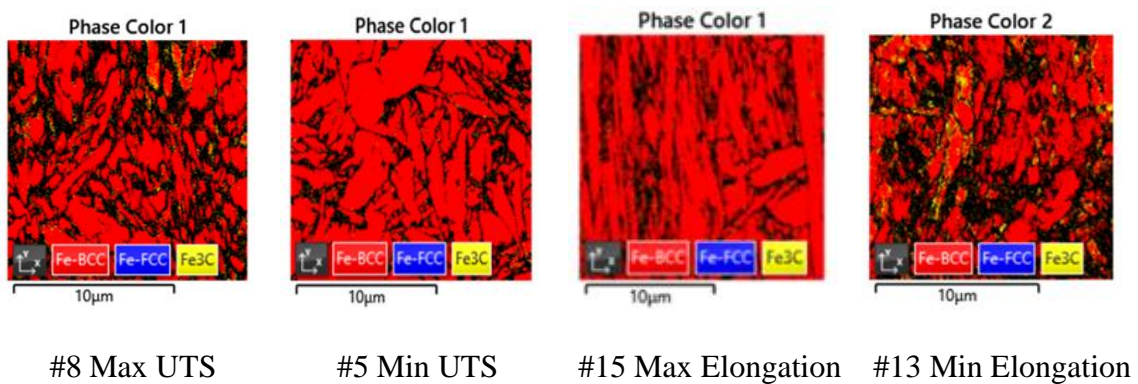 Phase Color 1
Phase Color 1
Phase Color 1
Phase Color 2
Y X Fe-BCC Fe-FCC Fe3C
Y X Fe-BCC Fe-FCC Fe3C
Y X Fe-BCC Fe-FCC Fe3C
Y X Fe-BCC Fe-FCC Fe3C
10µm
10µm
10µm
10µm
#8 Max UTS
#5 Min UTS
#15 Max Elongation
#13 Min Elongation